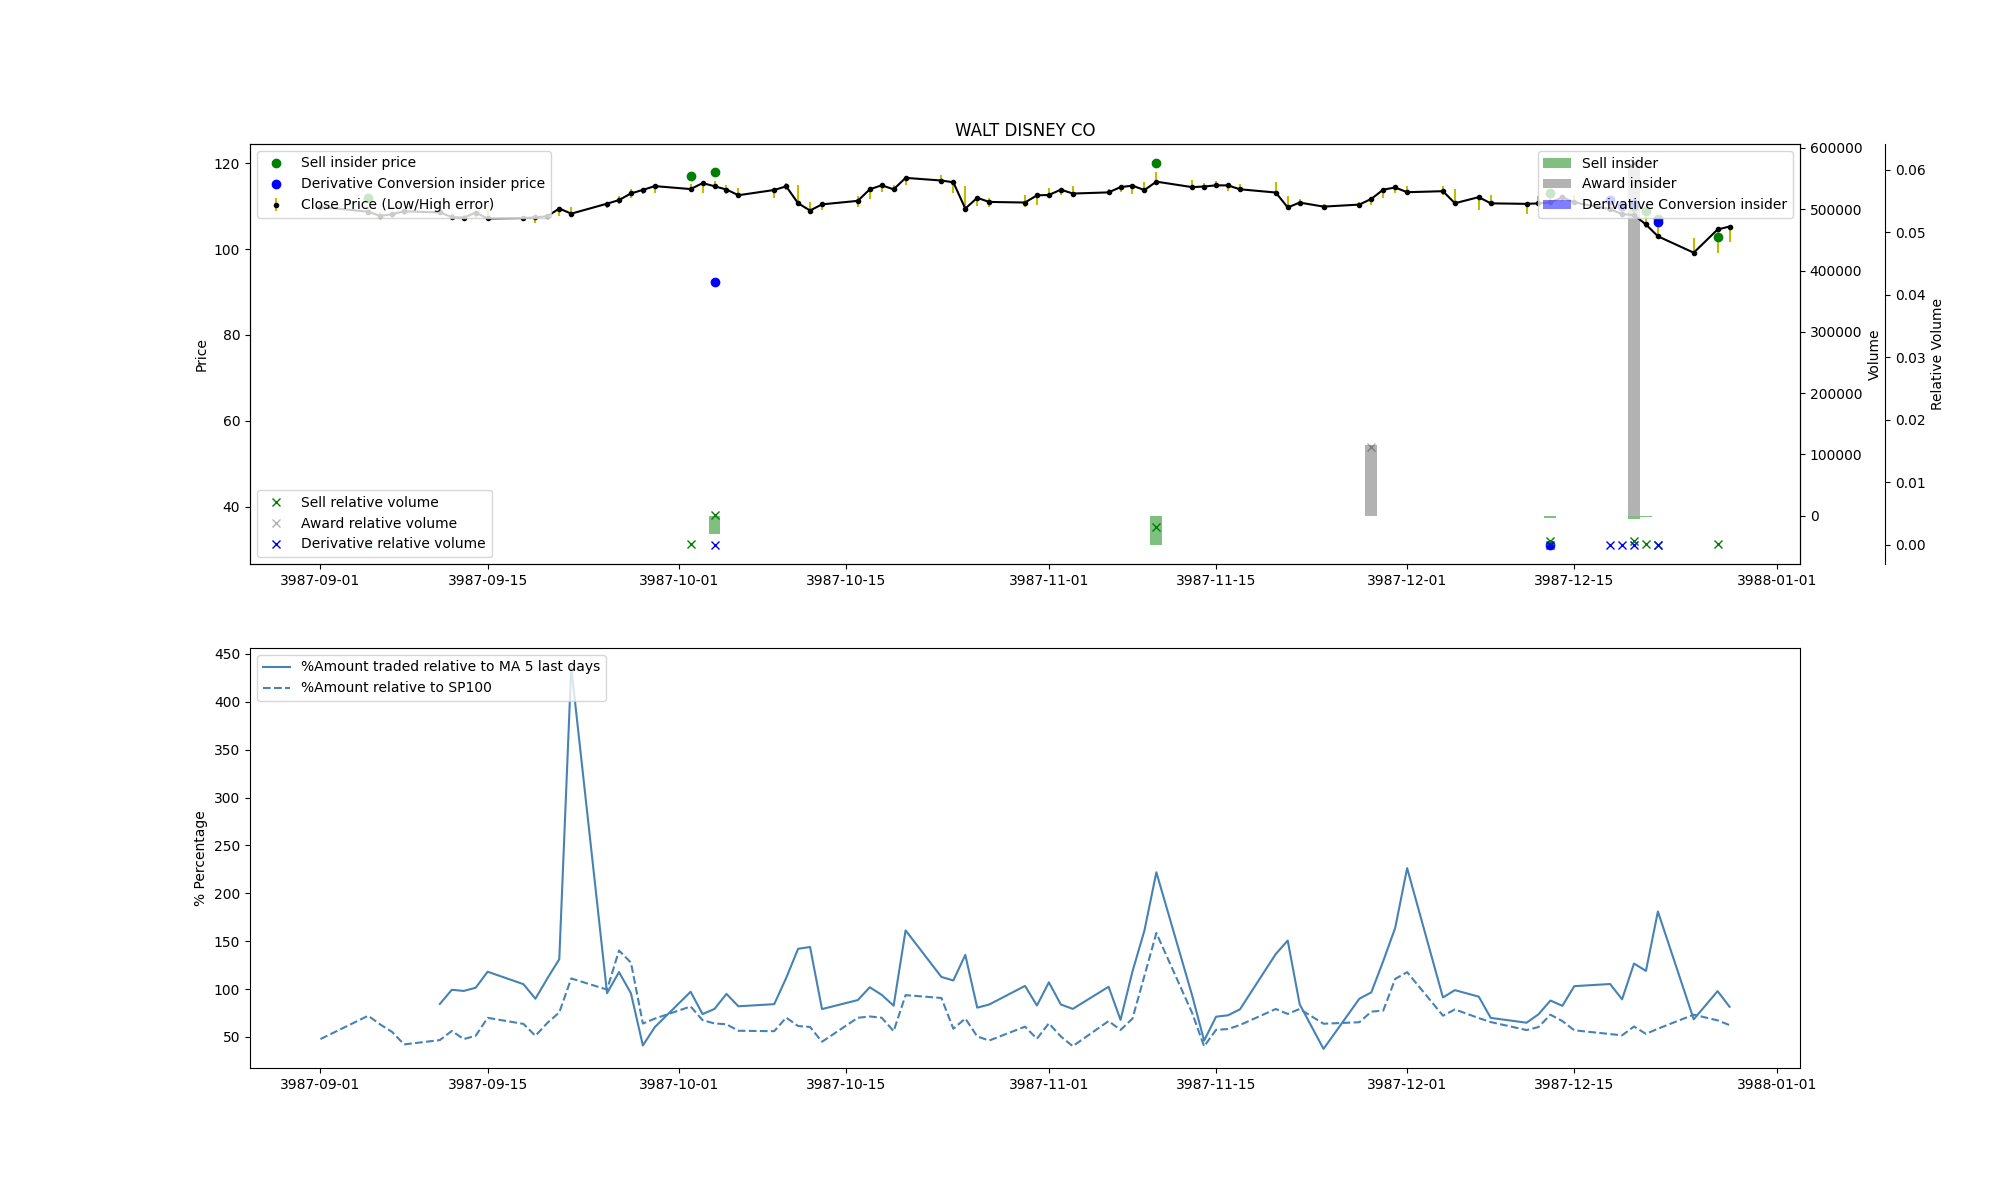 WALT DISNEY CO
Sell insider price
Derivative Conversion insider price
Close Price (Low/High error)
Sell insider
Award insider
Derivative Conversion insider
Sell relative volume
Award relative volume
Derivative relative volume
120
100
80
60
40
Price
600000
500000
400000
300000
200000
100000
0
Volume
0.06
0.05
0.04
0.03
0.02
0.01
0.00
Relative Volume
3987-09-01 3987-09-15 3987-10-01 3987-10-15 3987-11-01 3987-11-15 3987-12-01 3987-12-15 3988-01-01
%Amount traded relative to MA 5 last days
%Amount relative to SP100
450
400
350
300
250
200
150
100
50
% Percentage
3987-09-01 3987-09-15 3987-10-01 3987-10-15 3987-11-01 3987-11-15 3987-12-01 3987-12-15 3988-01-01